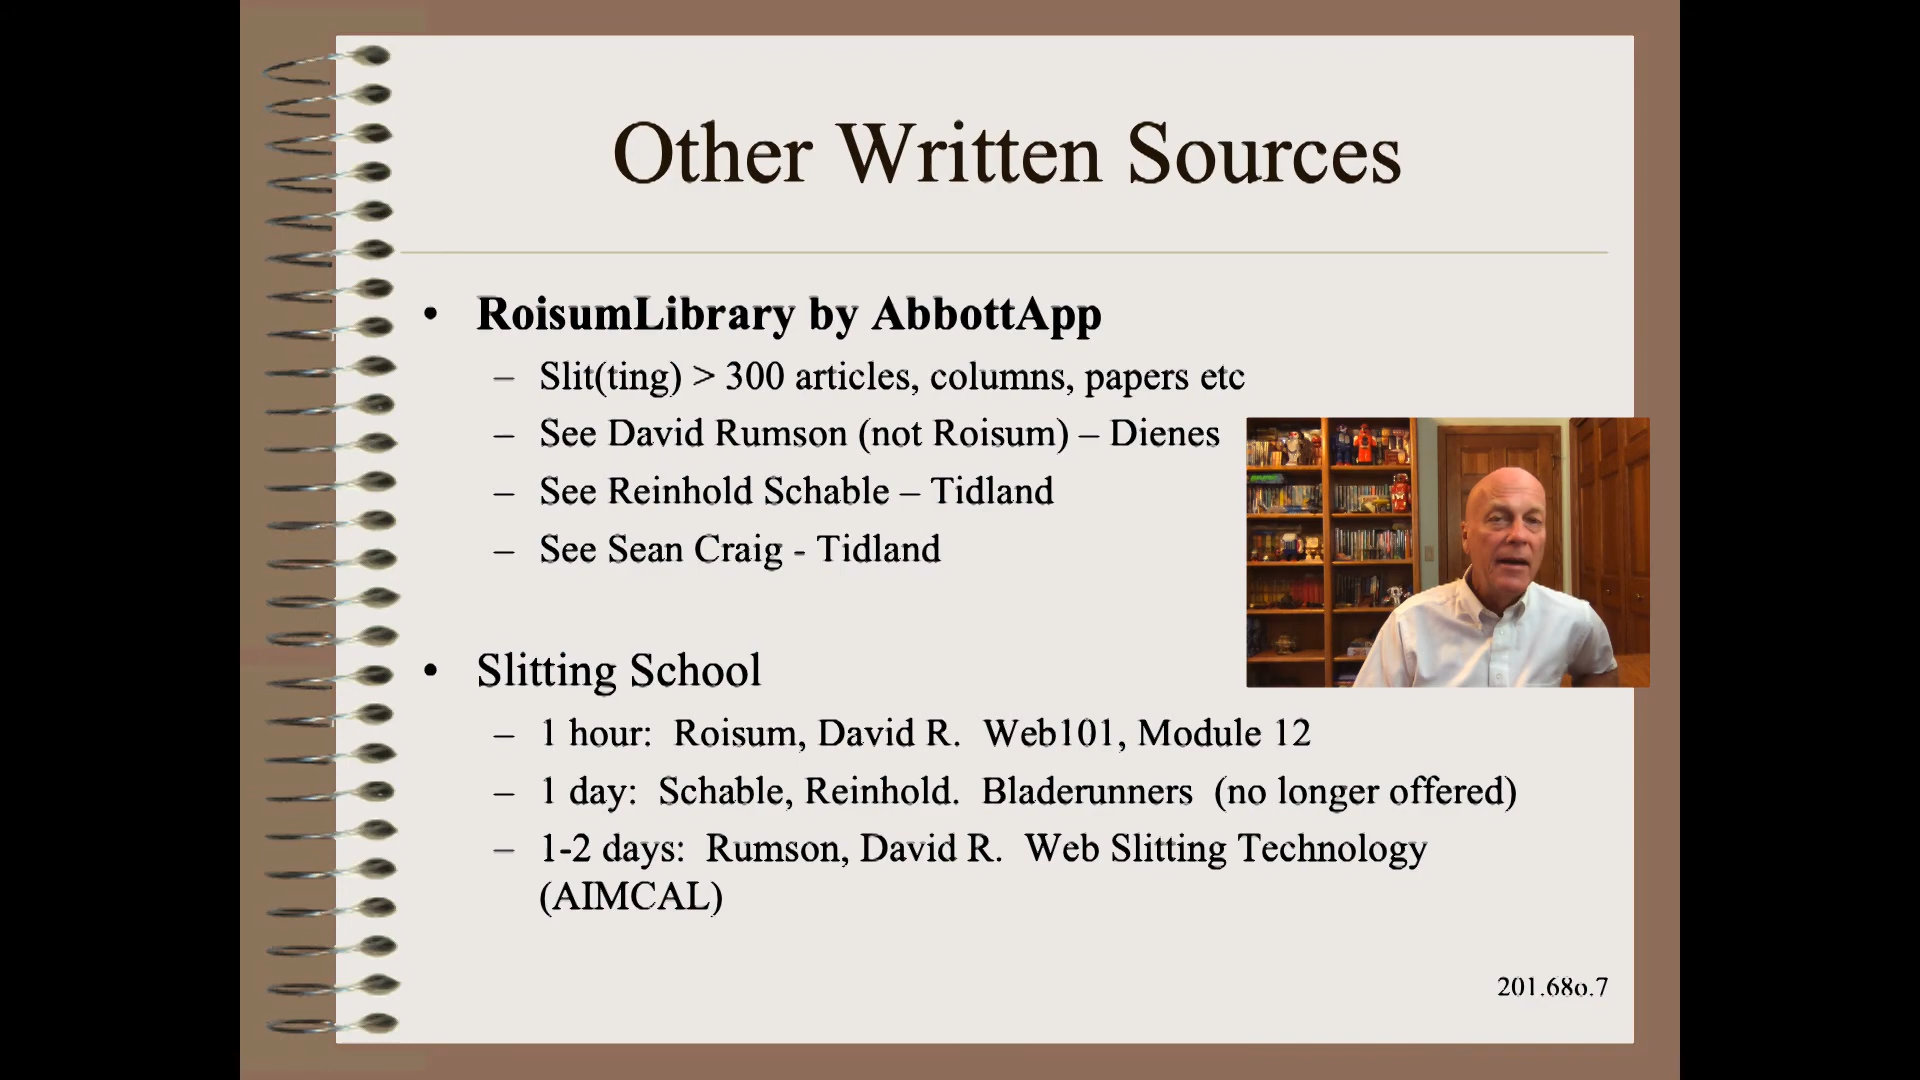 Other Written Sources
• RoisumLibrary by AbbottApp
– Slit(ting) > 300 articles, columns, papers etc
– See David Rumson (not Roisum) – Dienes
– See Reinhold Schable – Tidland
– See Sean Craig - Tidland
• Slitting School
– 1 hour: Roisum, David R. Web101, Module 12
– 1 day: Schable, Reinhold. Bladerunners (no longer offered)
– 1-2 days: Rumson, David R. Web Slitting Technology
(AIMCAL)
201.68o.7